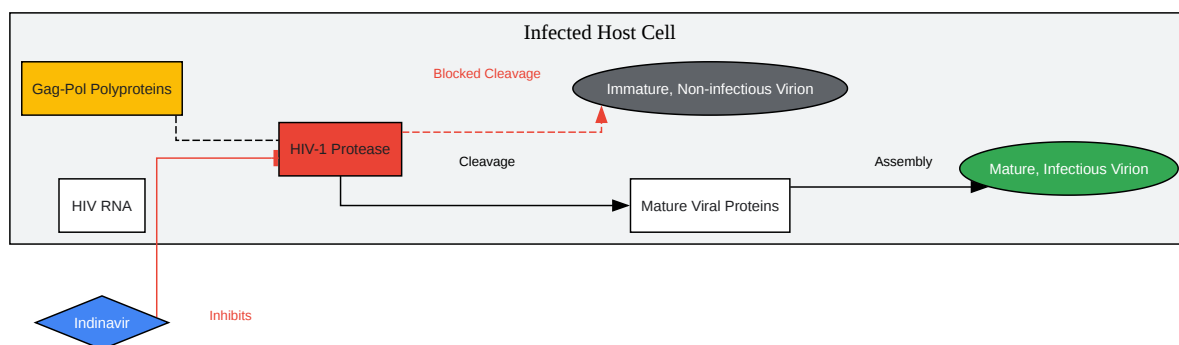 Infected Host Cell
Gag-Pol Polyproteins
Blocked Cleavage
Immature, Non-infectious Virion
HIV-1 Protease
Cleavage
Assembly
Mature, Infectious Virion
HIV RNA
Mature Viral Proteins
Indinavir
Inhibits